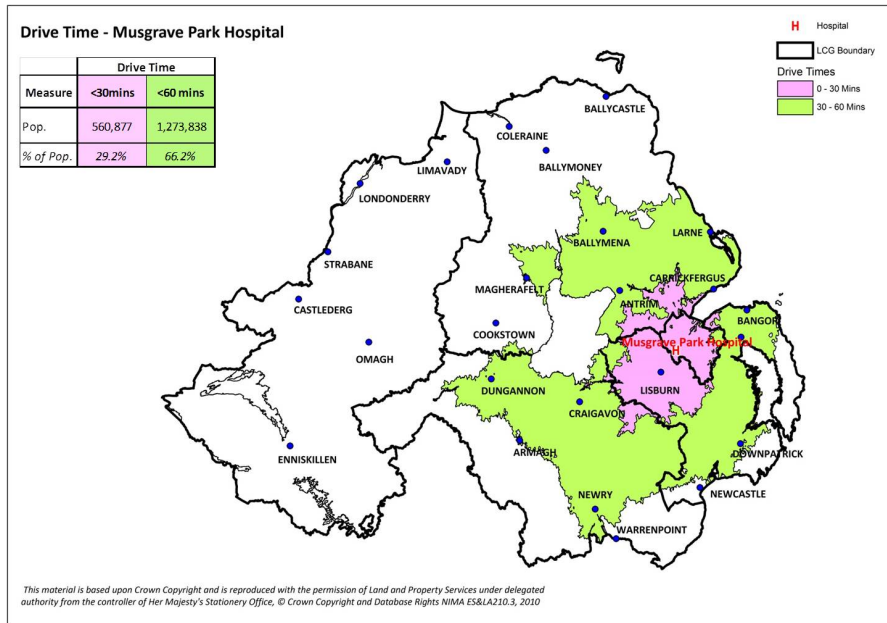 Drive Time - Musgrave Park Hospital
Drive Time
Measure <30mins <60 mins
Pop. 560,877 1,273,838
% of Pop. 29.2% 66.2%
H Hospital
LCG Boundary
Drive Times
0 - 30 Mins
30 - 60 Mins
BALLYCASTLE
COLERAINE
BALLYMONEY
LIMAVADY
LONDONDERRY
BALLYMENA
LARNE
STRABANE
CARRICKFERGUS
MAGHERAFELT
ANTRIM
CASTLEDERG
BANGOR
COOKSTOWN
OMAGH
Musgrave Park Hospital
H
DUNGANNON
LISBURN
CRAIGAVON
ARMAGH
DOWNPATRICK
ENNISKILLEN
NEWCASTLE
NEWRY
WARRENPOINT
This material is based upon Crown Copyright and is reproduced with the permission of Land and Property Services under delegated
authority from the controller of Her Majesty's Stationery Office, © Crown Copyright and Database Rights NIMA ES&LA210.3, 2010